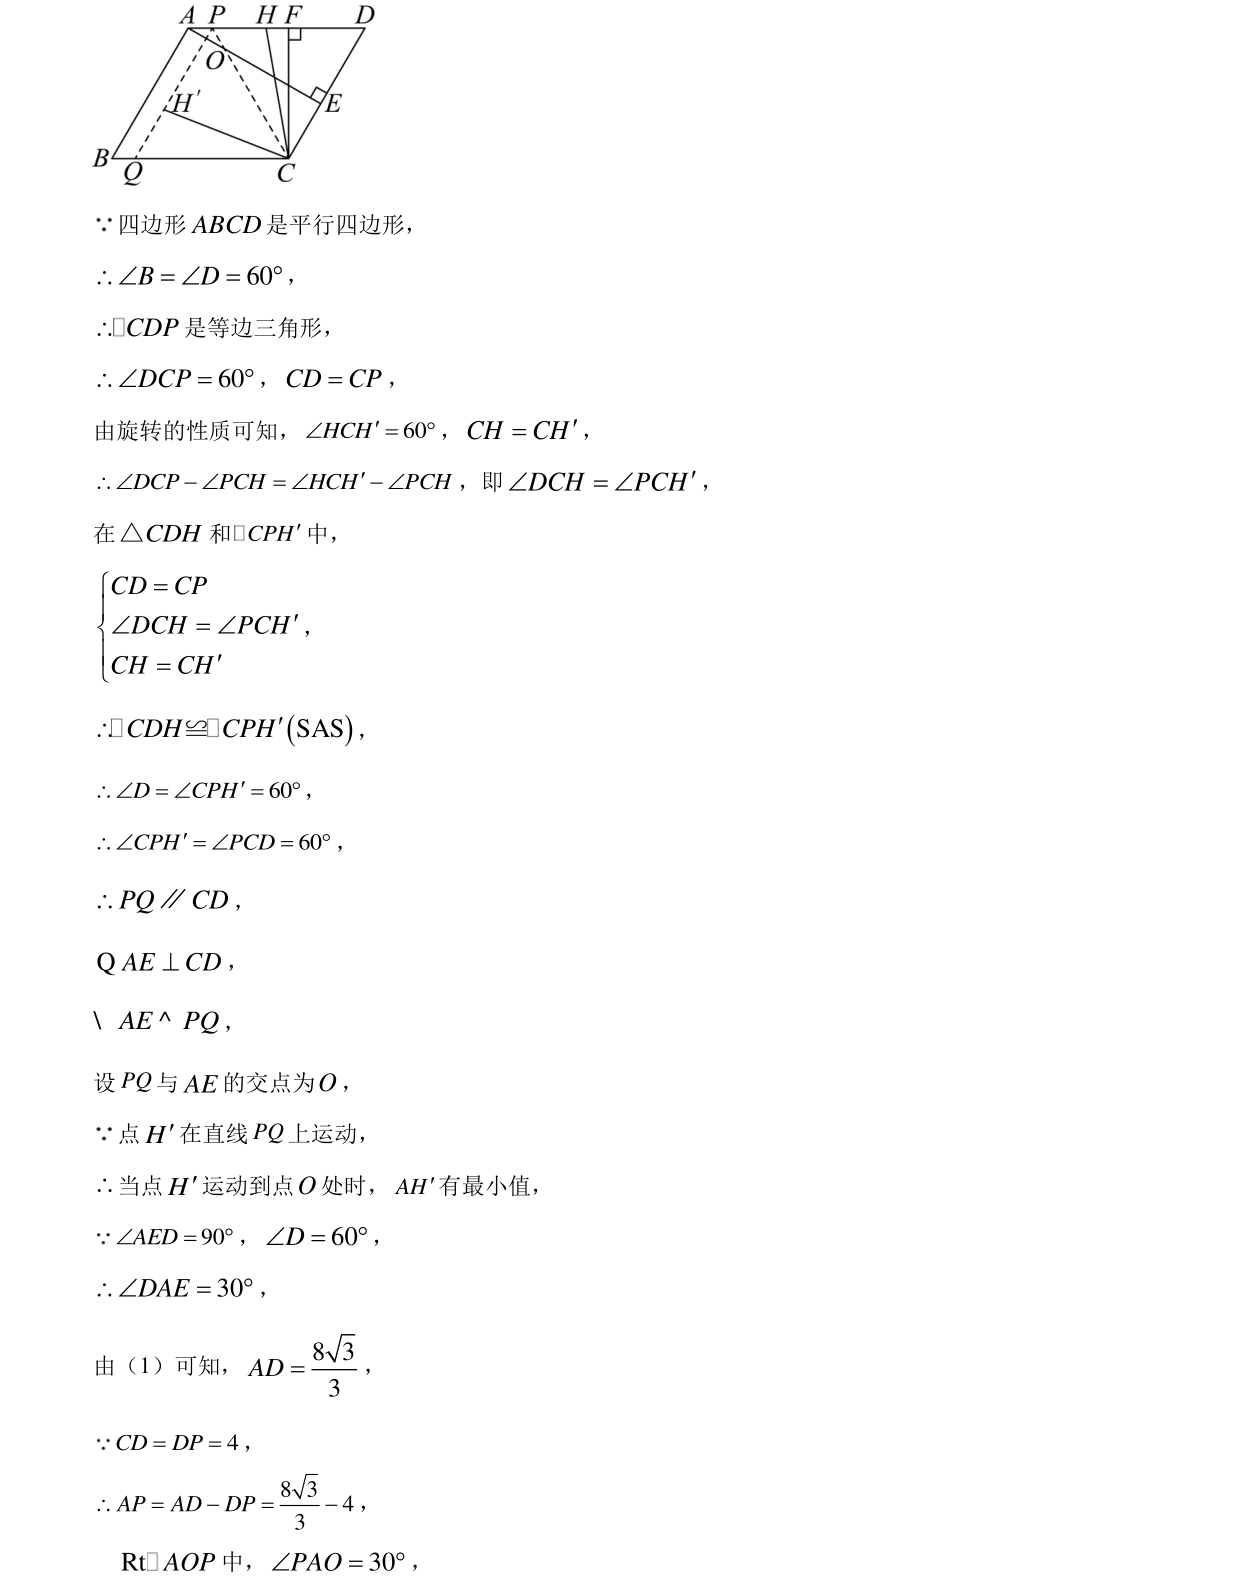 A P H F D
O
H′ E
B Q C
∵四边形ABCD是平行四边形，
∴∠B=∠D=60°，
∴□CDP是等边三角形，
∴∠DCP=60°，CD=CP，
由旋转的性质可知，∠HCH′=60°，CH=CH′，
∴∠DCP−∠PCH=∠HCH′−∠PCH，即∠DCH=∠PCH′，
在△CDH和□CPH′中，
CD=CP
∠DCH=∠PCH′，
CH=CH′
∴□CDH≌□CPH′(SAS)，
∴∠D=∠CPH′=60°，
∴∠CPH′=∠PCD=60°，
∴PQ∥CD，
Q AE⊥CD，
\ AE^ PQ，
设PQ与AE的交点为O，
∵点H′在直线PQ上运动，
∴当点H′运动到点O处时，AH′有最小值，
∵∠AED=90°，∠D=60°，
∴∠DAE=30°，
由（1）可知，AD=8√3/3，
∵CD=DP=4，
∴AP=AD−DP=8√3/3−4，
Rt□AOP中，∠PAO=30°，